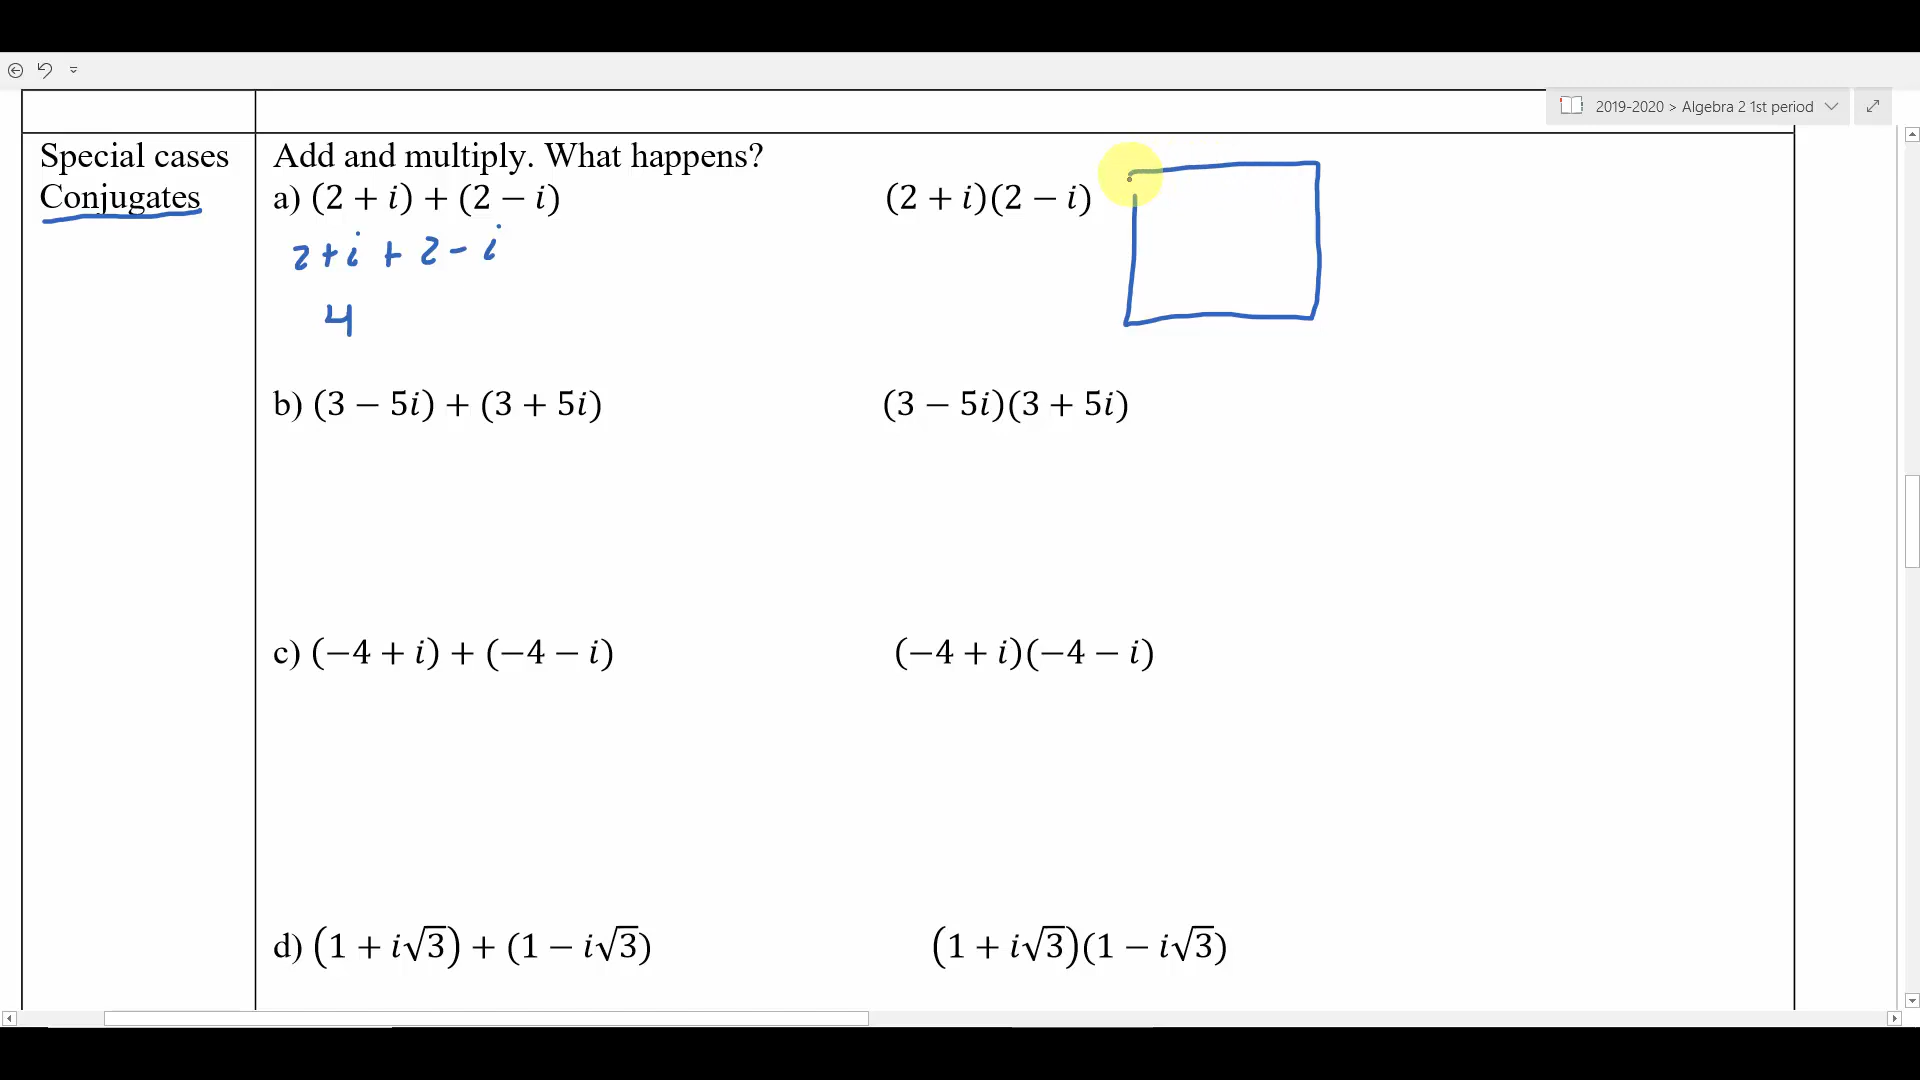 2019-2020 > Algebra 2 1st period
Special cases
Conjugates
Add and multiply. What happens?
a) (2 + i) + (2 − i)
(2 + i)(2 − i)
2 + i + 2 - i
4
b) (3 − 5i) + (3 + 5i)
(3 − 5i)(3 + 5i)
c) (−4 + i) + (−4 − i)
(−4 + i)(−4 − i)
d) (1 + i√3) + (1 − i√3)
(1 + i√3)(1 − i√3)